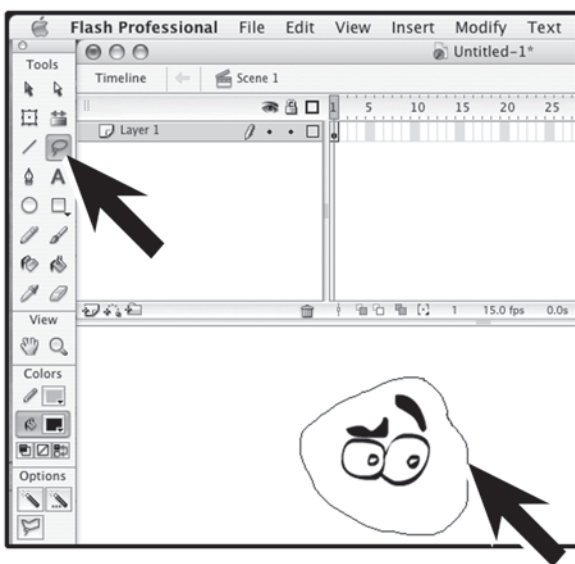 Flash Professional File Edit View Insert Modify Text
Tools
Untitled-1*
Timeline
Scene 1
1 5 10 15 20 25
Layer 1
A
1 15.0 fps 0.0s
View
Colors
Options